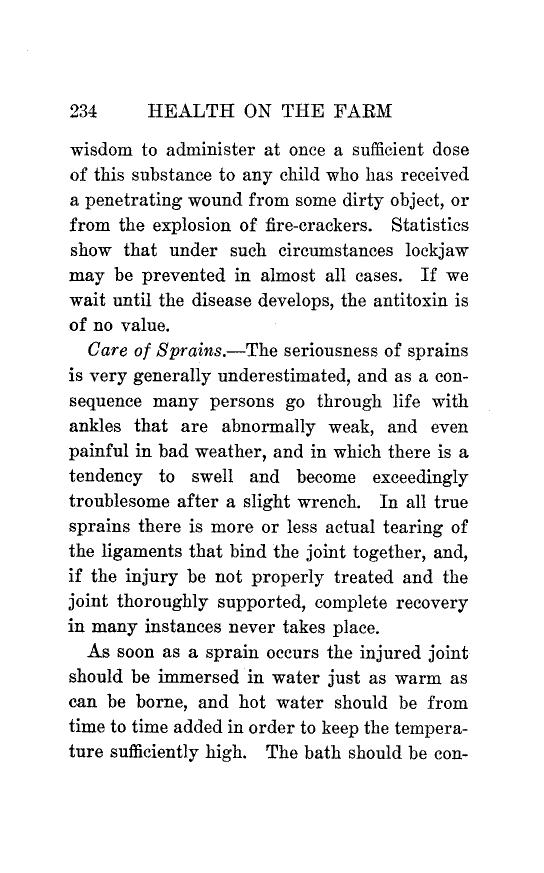 234 HEALTH ON THE FARM
wisdom to administer at once a sufficient dose
of this substance to any child who has received
a penetrating wound from some dirty object, or
from the explosion of fire-crackers. Statistics
show that under such circumstances lockjaw
may be prevented in almost all cases. If we
wait until the disease develops, the antitoxin is
of no value.
Care of Sprains.—The seriousness of sprains
is very generally underestimated, and as a con-
sequence many persons go through life with
ankles that are abnormally weak, and even
painful in bad weather, and in which there is a
tendency to swell and become exceedingly
troublesome after a slight wrench. In all true
sprains there is more or less actual tearing of
the ligaments that bind the joint together, and,
if the injury be not properly treated and the
joint thoroughly supported, complete recovery
in many instances never takes place.
As soon as a sprain occurs the injured joint
should be immersed in water just as warm as
can be borne, and hot water should be from
time to time added in order to keep the tempera-
ture sufficiently high. The bath should be con-